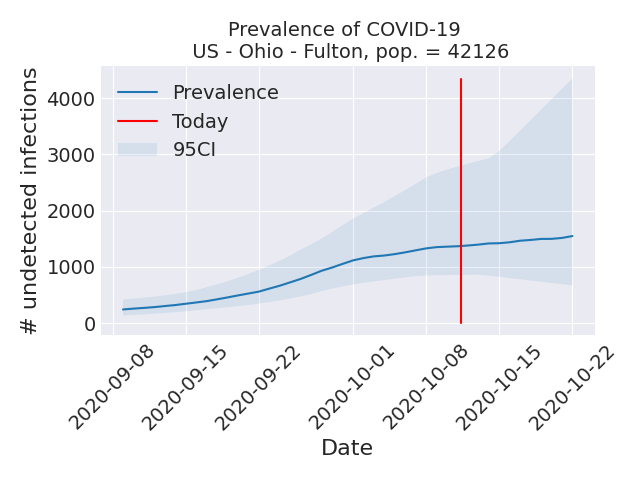 Prevalence of COVID-19
US - Ohio - Fulton, pop. = 42126
# undetected infections
4000
3000
2000
1000
0
Prevalence
Today
95CI
2020-09-08
2020-09-15
2020-09-22
2020-10-01
2020-10-08
2020-10-15
2020-10-22
Date